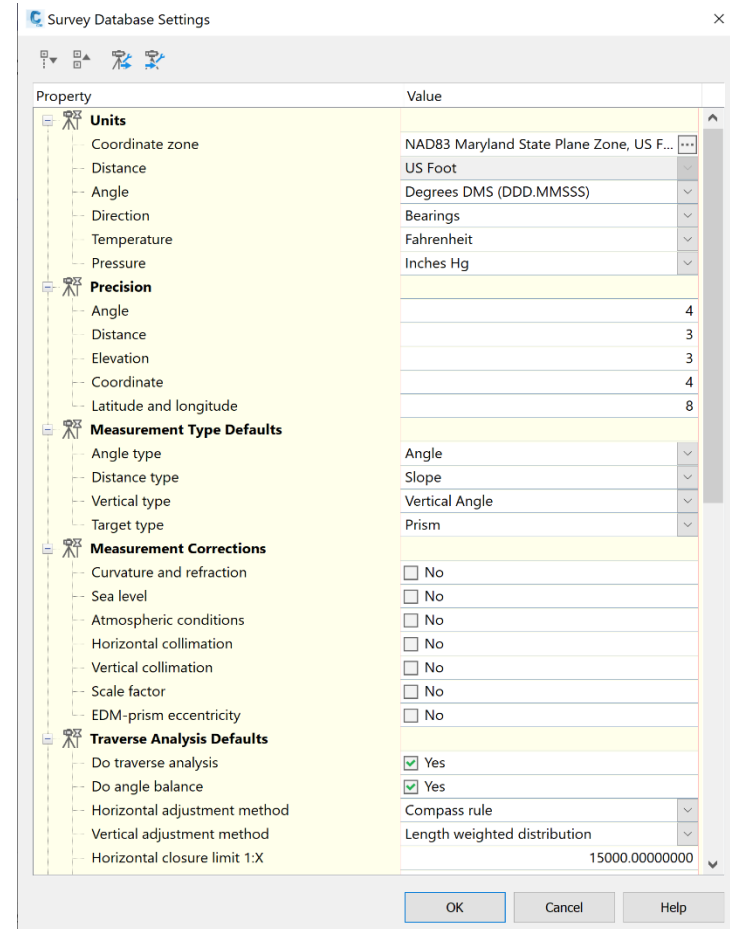 Survey Database Settings
Property Value
Units
Coordinate zone NAD83 Maryland State Plane Zone, US F...
Distance US Foot
Angle Degrees DMS (DDD.MMSSS)
Direction Bearings
Temperature Fahrenheit
Pressure Inches Hg
Precision
Angle 4
Distance 3
Elevation 3
Coordinate 4
Latitude and longitude 8
Measurement Type Defaults
Angle type Angle
Distance type Slope
Vertical type Vertical Angle
Target type Prism
Measurement Corrections
Curvature and refraction No
Sea level No
Atmospheric conditions No
Horizontal collimation No
Vertical collimation No
Scale factor No
EDM-prism eccentricity No
Traverse Analysis Defaults
Do traverse analysis Yes
Do angle balance Yes
Horizontal adjustment method Compass rule
Vertical adjustment method Length weighted distribution
Horizontal closure limit 1:X 15000.00000000
OK Cancel Help